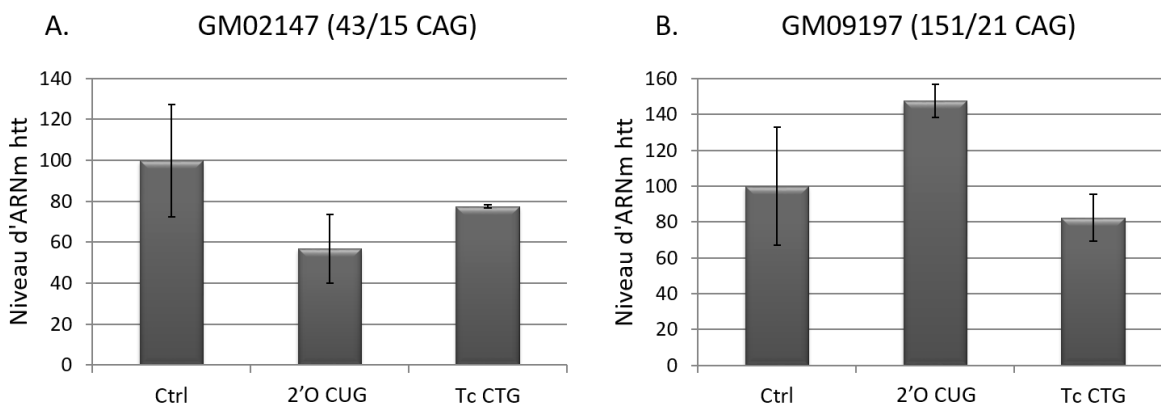 A. GM02147 (43/15 CAG)
Niveau d'ARNm htt
140
120
100
80
60
40
20
0
Ctrl 2’O CUG Tc CTG
B. GM09197 (151/21 CAG)
Niveau d'ARNm htt
160
140
120
100
80
60
40
20
0
Ctrl 2’O CUG Tc CTG